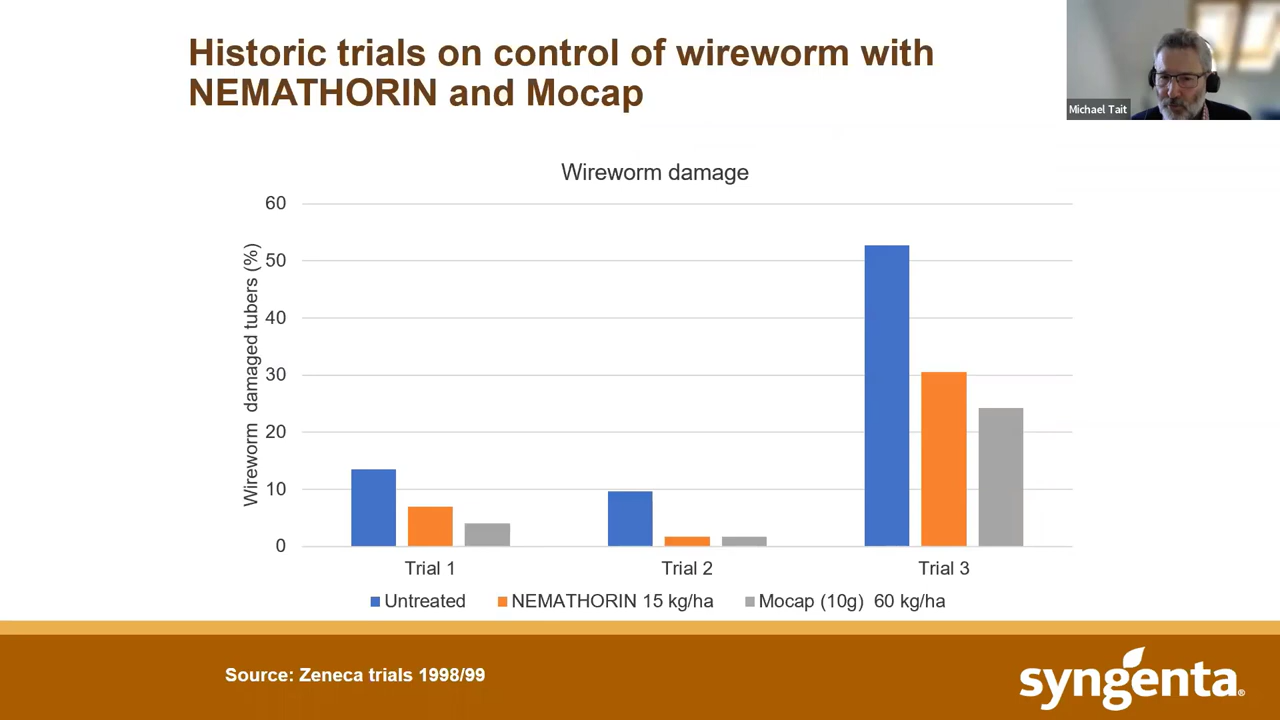 Historic trials on control of wireworm with
NEMATHORIN and Mocap
Michael Tait
Wireworm damage
Wireworm damaged tubers (%)
60
50
40
30
20
10
0
Trial 1 Trial 2 Trial 3
Untreated NEMATHORIN 15 kg/ha Mocap (10g) 60 kg/ha
Source: Zeneca trials 1998/99
syngenta®